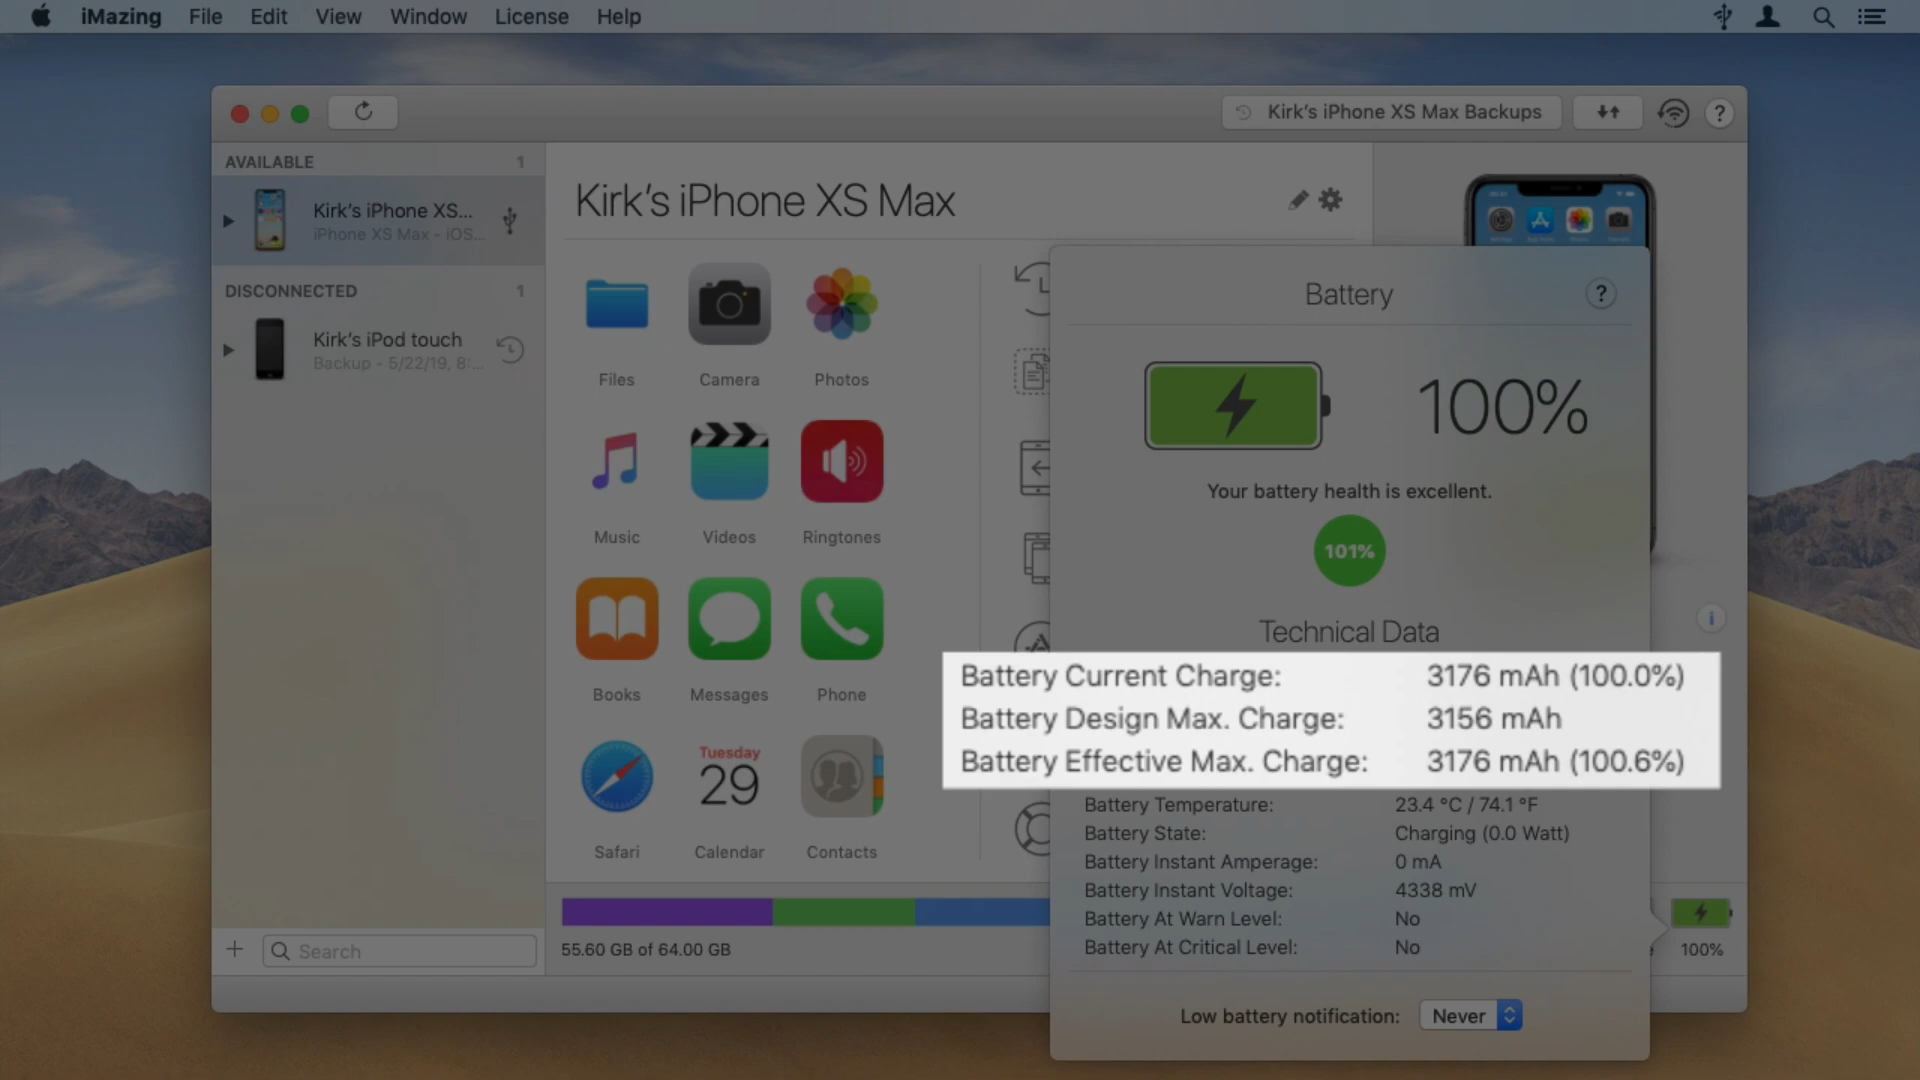 iMazing File Edit View Window License Help
Kirk's iPhone XS Max Backups
?
AVAILABLE 1
Kirk's iPhone XS...
iPhone XS Max - iOS...
DISCONNECTED 1
Kirk's iPod touch
Backup - 5/22/19, 8:...
Search
Kirk's iPhone XS Max
Files Camera Photos
Music Videos Ringtones
Books Messages Phone
Tuesday
29
Safari Calendar Contacts
55.60 GB of 64.00 GB
Battery
?
100%
Your battery health is excellent.
101%
Technical Data
Battery Current Charge: 3176 mAh (100.0%)
Battery Design Max. Charge: 3156 mAh
Battery Effective Max. Charge: 3176 mAh (100.6%)
Battery Temperature: 23.4 °C / 74.1 °F
Battery State: Charging (0.0 Watt)
Battery Instant Amperage: 0 mA
Battery Instant Voltage: 4338 mV
Battery At Warn Level: No
Battery At Critical Level: No
Low battery notification: Never
i
100%